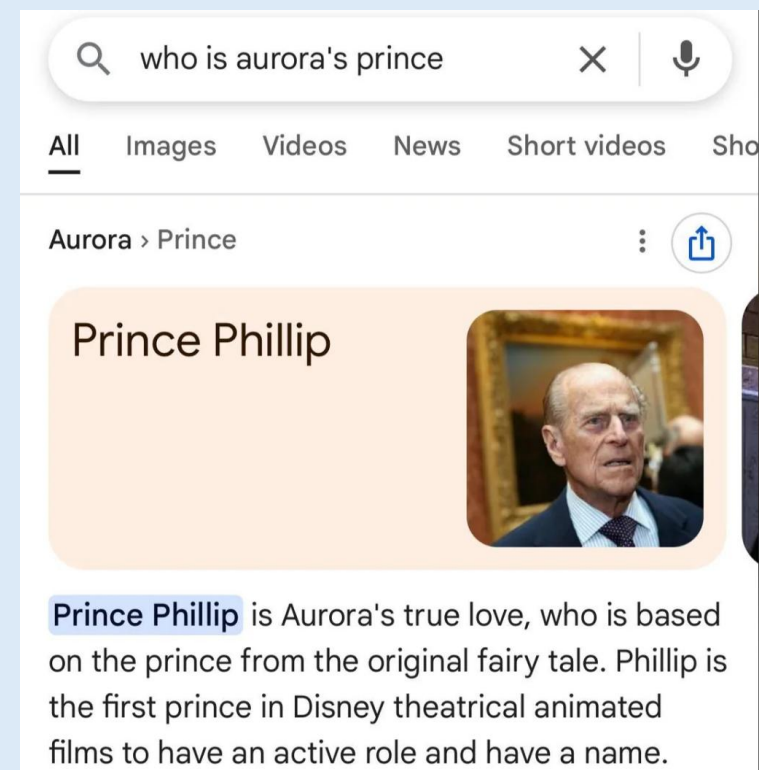 who is aurora's prince
All Images Videos News Short videos Sho
Aurora › Prince
Prince Phillip
Prince Phillip is Aurora's true love, who is based
on the prince from the original fairy tale. Phillip is
the first prince in Disney theatrical animated
films to have an active role and have a name.